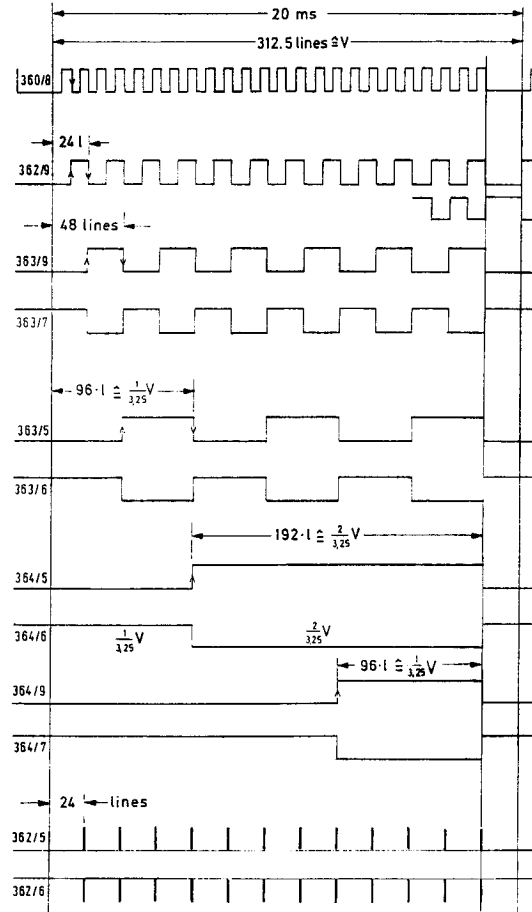 20 ms
312.5 lines ≙ V
360/8
24 l
362/9
48 lines
363/9
363/7
96·l ≙ 1/3,25 V
363/5
363/6
192·l ≙ 2/3,25 V
364/5
364/6
1/3,25 V
2/3,25 V
96·l ≙ 1/3,25 V
364/9
364/7
24 lines
362/5
362/6